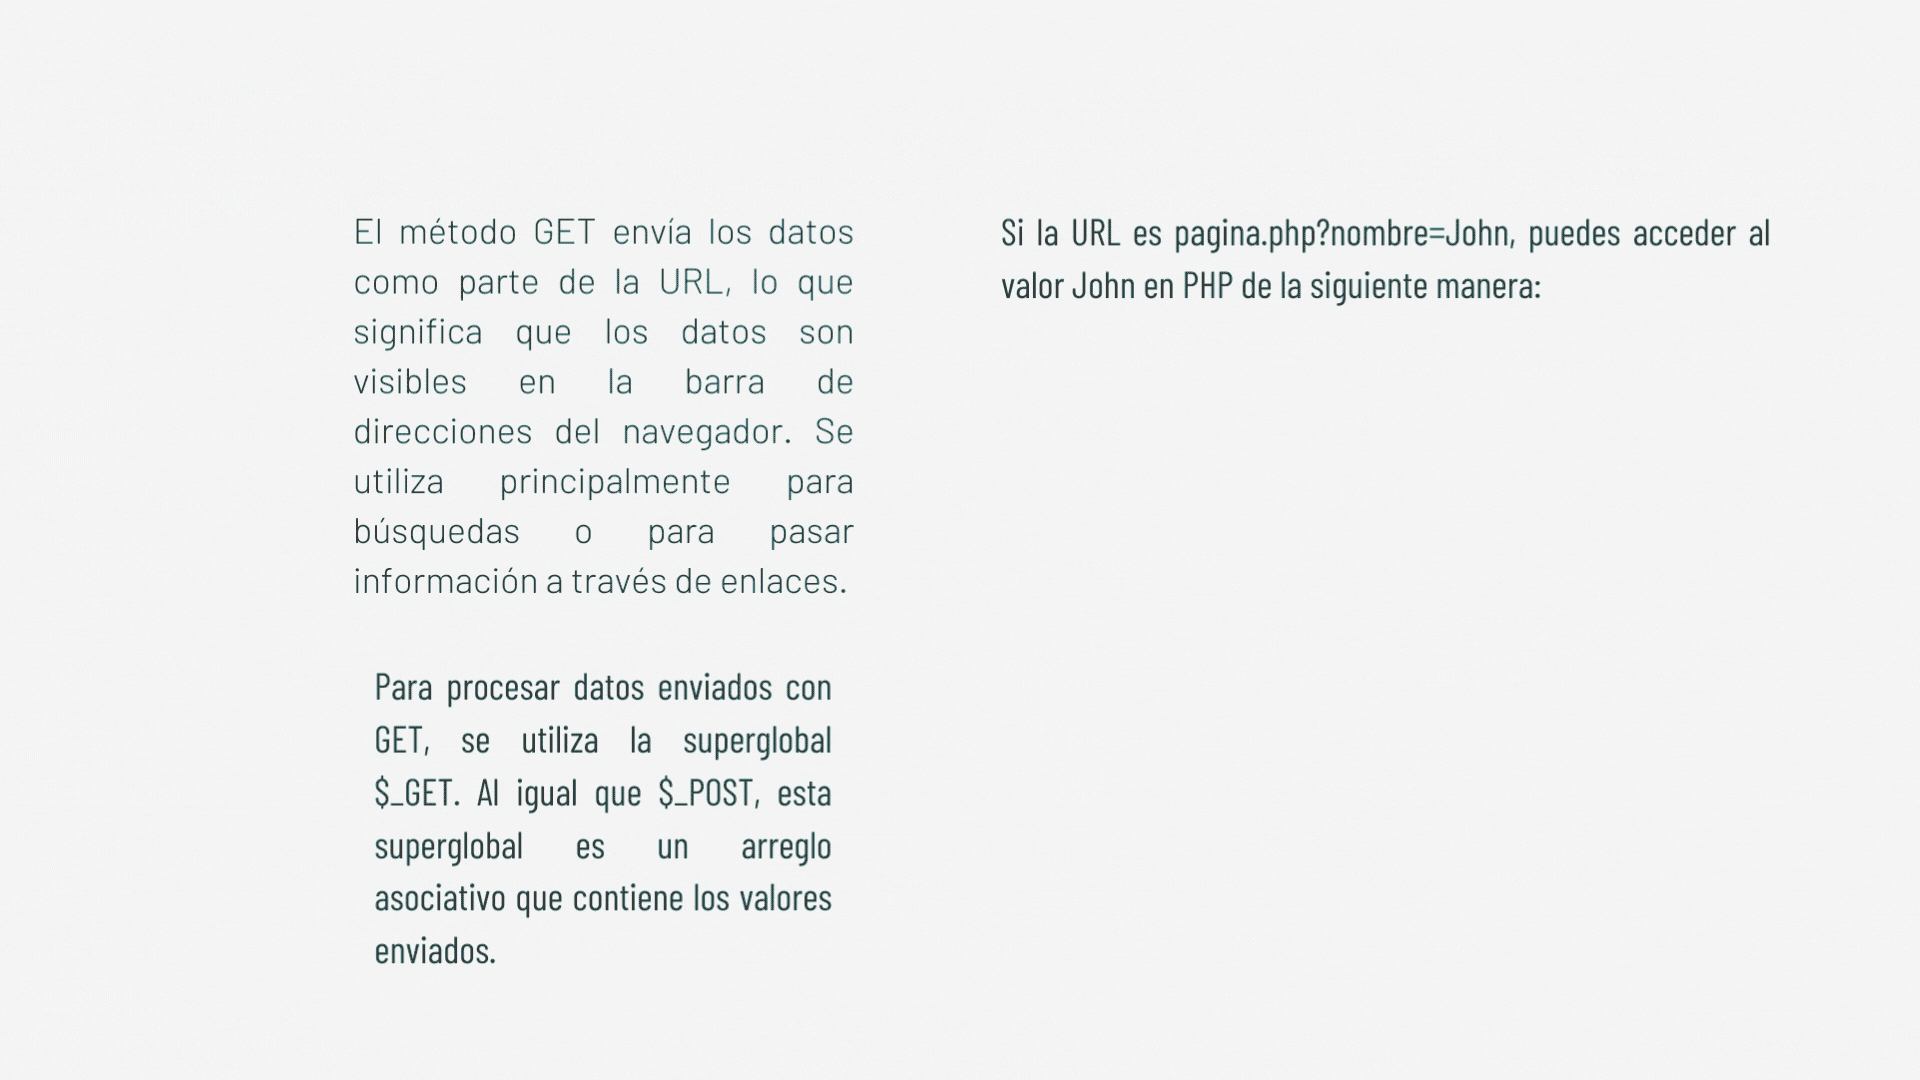 El método GET envía los datos
como parte de la URL, lo que
significa que los datos son
visibles en la barra de
direcciones del navegador. Se
utiliza principalmente para
búsquedas o para pasar
información a través de enlaces.
Para procesar datos enviados con
GET, se utiliza la superglobal
$_GET. Al igual que $_POST, esta
superglobal es un arreglo
asociativo que contiene los valores
enviados.
Si la URL es pagina.php?nombre=John, puedes acceder al
valor John en PHP de la siguiente manera: